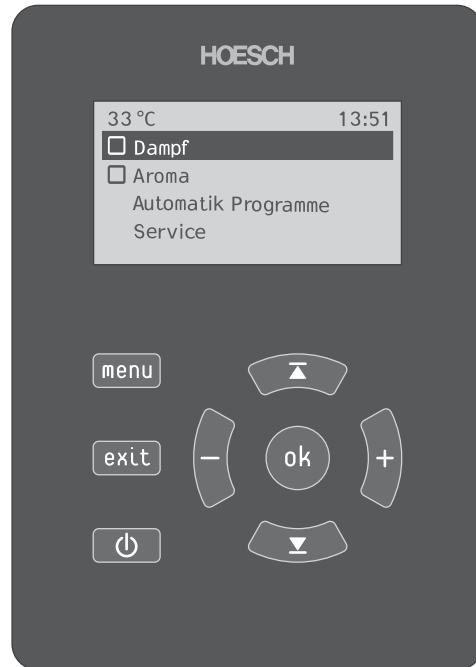 HOESCH
33 °C 13:51
Dampf
Aroma
Automatik Programme
Service
menu
exit
ok